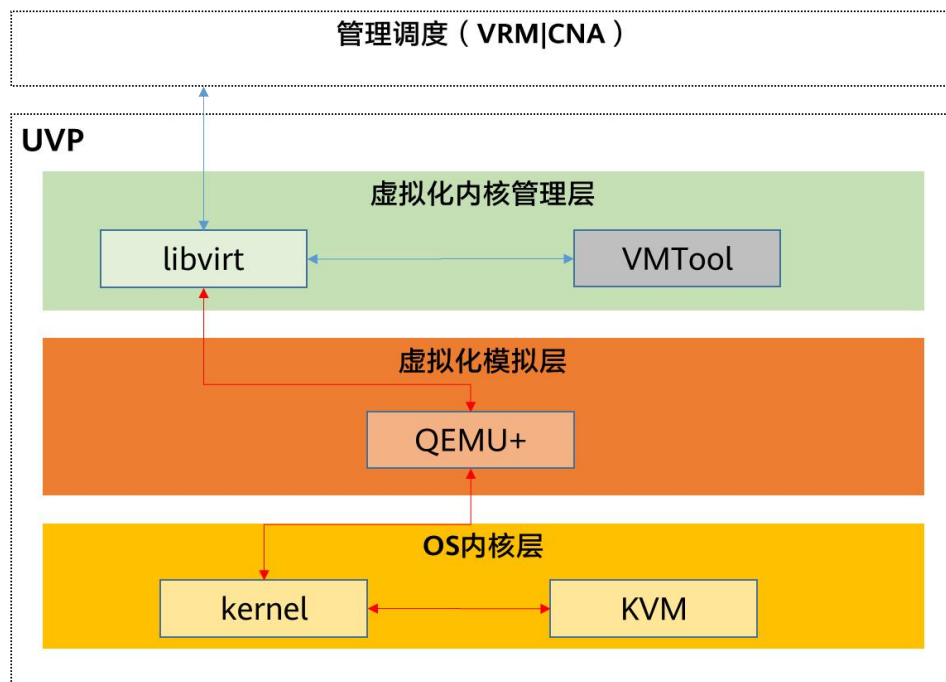 管理调度（VRM|CNA）
UVP
虚拟化内核管理层
libvirt
VMTool
虚拟化模拟层
QEMU+
OS内核层
kernel
KVM